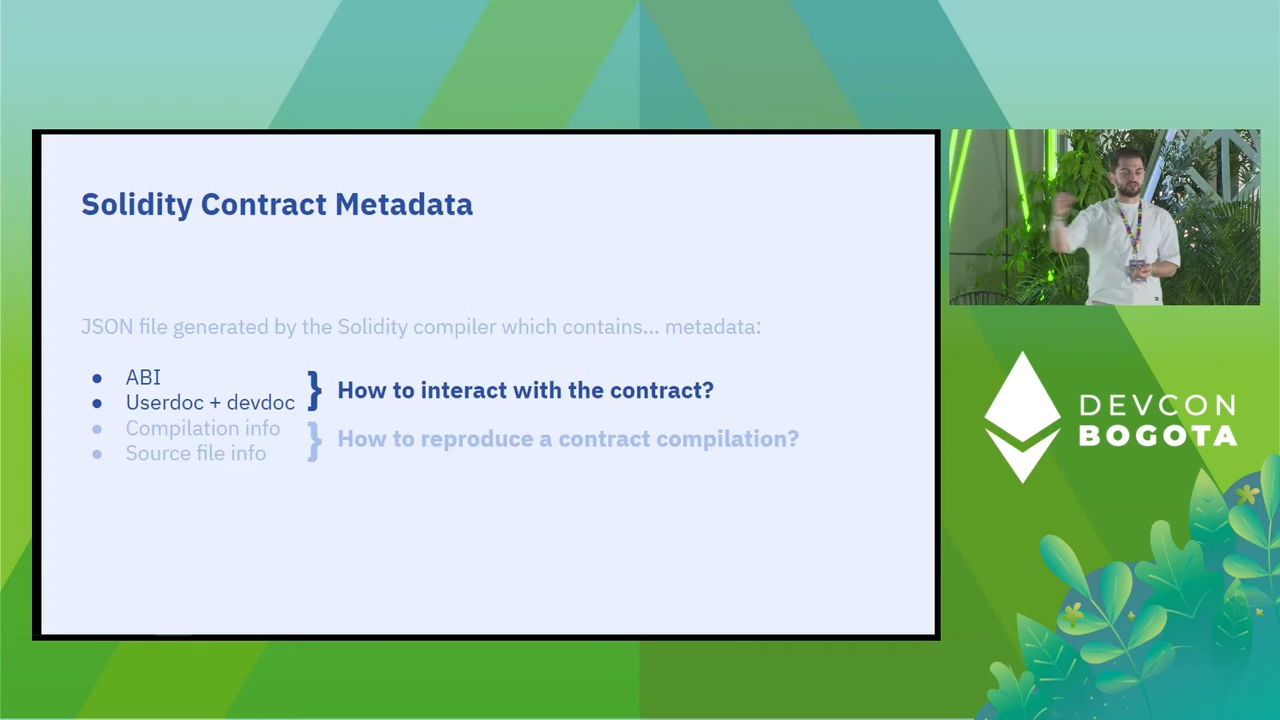 Solidity Contract Metadata
JSON file generated by the Solidity compiler which contains... metadata:
● ABI
● Userdoc + devdoc
} How to interact with the contract?
● Compilation info
● Source file info
} How to reproduce a contract compilation?
DEVCON
BOGOTA